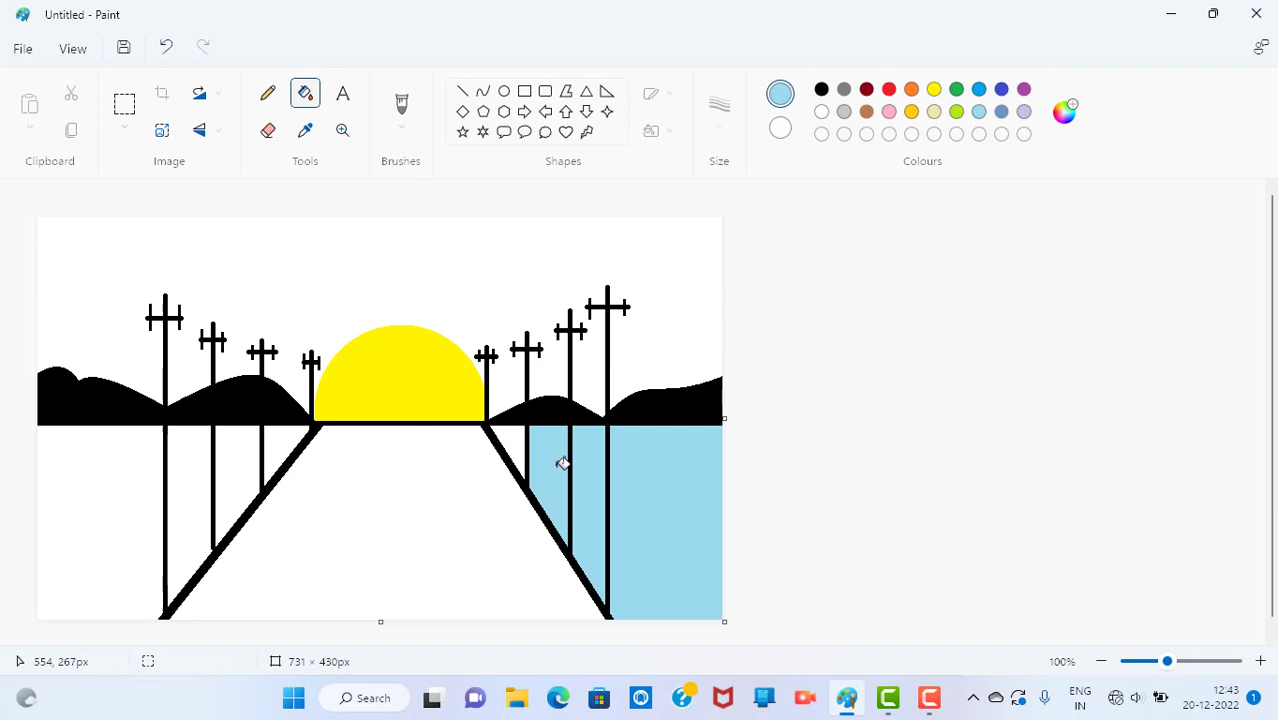 Untitled - Paint
File View
Clipboard Image Tools Brushes Shapes Size Colours
554, 267px 731 × 430px 100%
Search
ENG
IN
12:43
20-12-2022
1